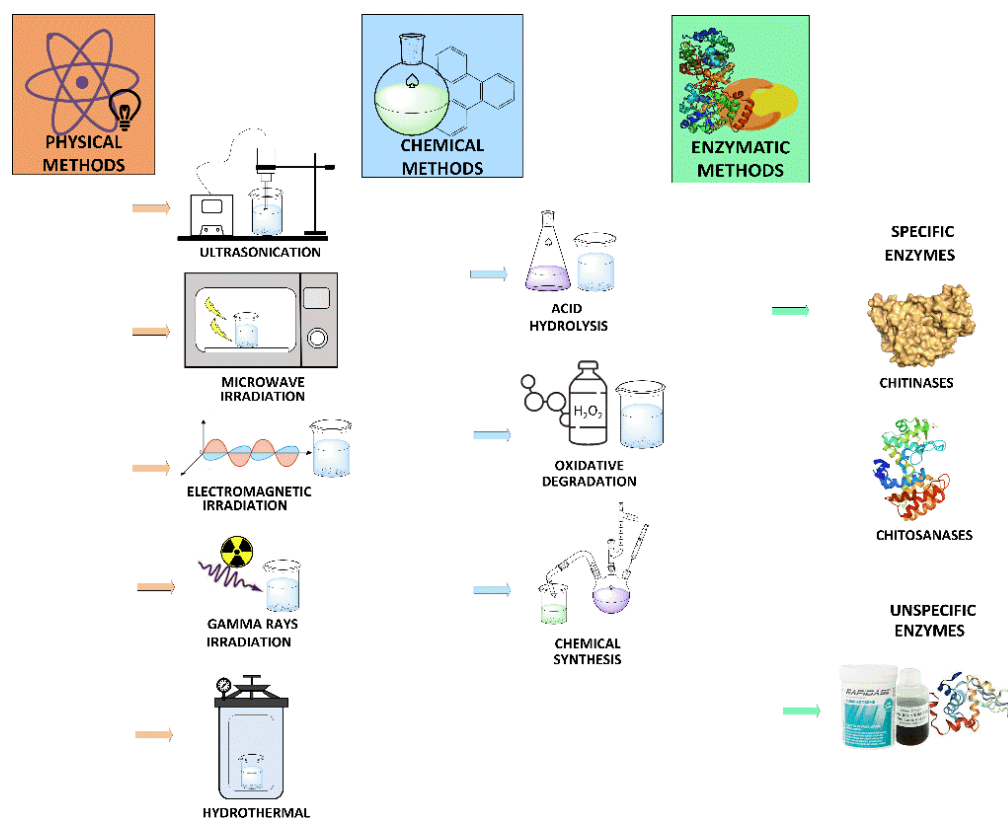 PHYSICAL
METHODS
ULTRASONICATION
MICROWAVE
IRRADIATION
ELECTROMAGNETIC
IRRADIATION
GAMMA RAYS
IRRADIATION
HYDROTHERMAL
CHEMICAL
METHODS
ACID
HYDROLYSIS
H₂O₂
OXIDATIVE
DEGRADATION
CHEMICAL
SYNTHESIS
ENZYMATIC
METHODS
SPECIFIC
ENZYMES
CHITINASES
CHITOSANASES
UNSPECIFIC
ENZYMES
RAPIDASE